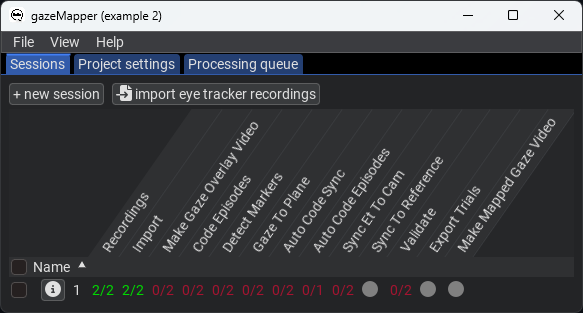 gazeMapper (example 2)
File View Help
Sessions Project settings Processing queue
+ new session import eye tracker recordings
Recordings
Import
Make Gaze Overlay Video
Code Episodes
Detect Markers
Gaze To Plane
Auto Code Sync
Auto Code Episodes
Sync Et To Cam
Sync To Reference
Validate
Export Trials
Make Mapped Gaze Video
Name
1 2/2 2/2 0/2 0/2 0/2 0/2 0/2 0/1 0/2 0/2